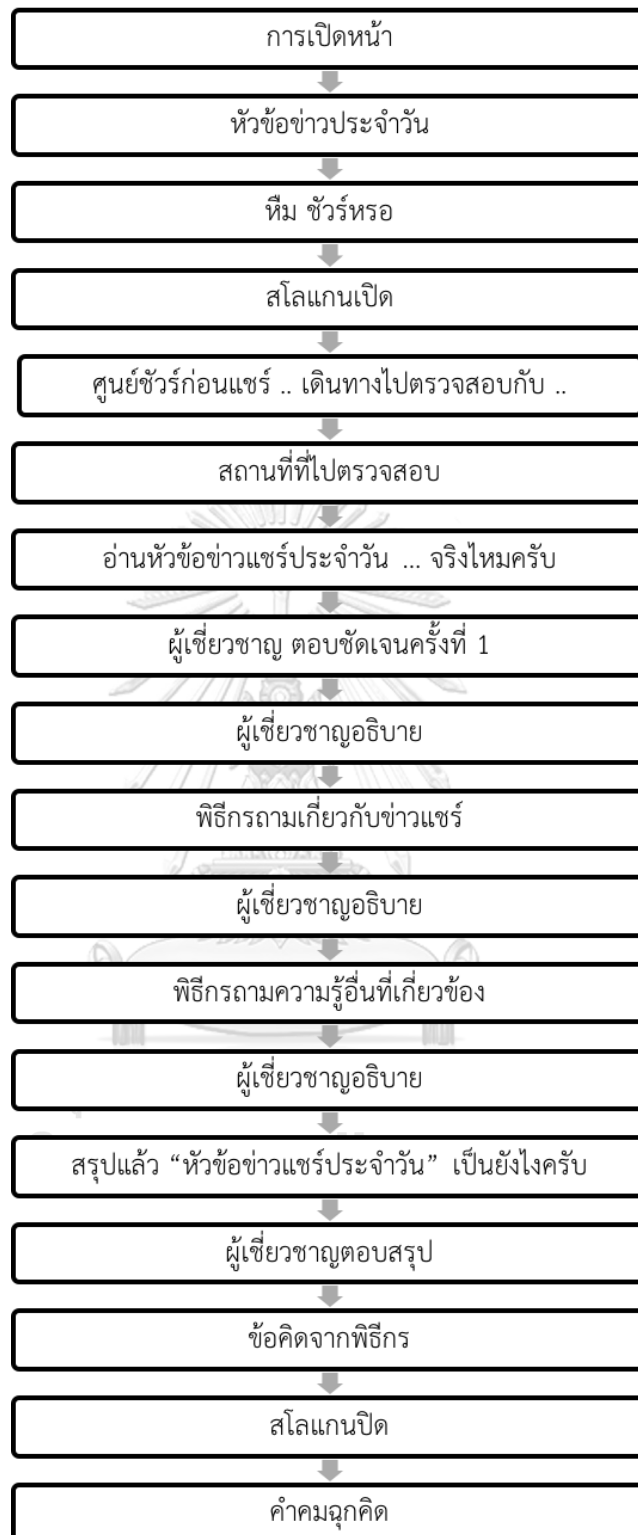 การเปิดหน้า
หัวข้อข่าวประจำวัน
หืม ชัวร์หรอ
สโลแกนเปิด
ศูนย์ชัวร์ก่อนแชร์ .. เดินทางไปตรวจสอบกับ ..
สถานที่ที่ไปตรวจสอบ
อ่านหัวข้อข่าวแชร์ประจำวัน ... จริงไหมครับ
ผู้เชี่ยวชาญ ตอบชัดเจนครั้งที่ 1
ผู้เชี่ยวชาญอธิบาย
พิธีกรถามเกี่ยวกับข่าวแชร์
ผู้เชี่ยวชาญอธิบาย
พิธีกรถามความรู้อื่นที่เกี่ยวข้อง
ผู้เชี่ยวชาญอธิบาย
สรุปแล้ว “หัวข้อข่าวแชร์ประจำวัน” เป็นยังไงครับ
ผู้เชี่ยวชาญตอบสรุป
ข้อคิดจากพิธีกร
สโลแกนปิด
คำคมฉุกคิด